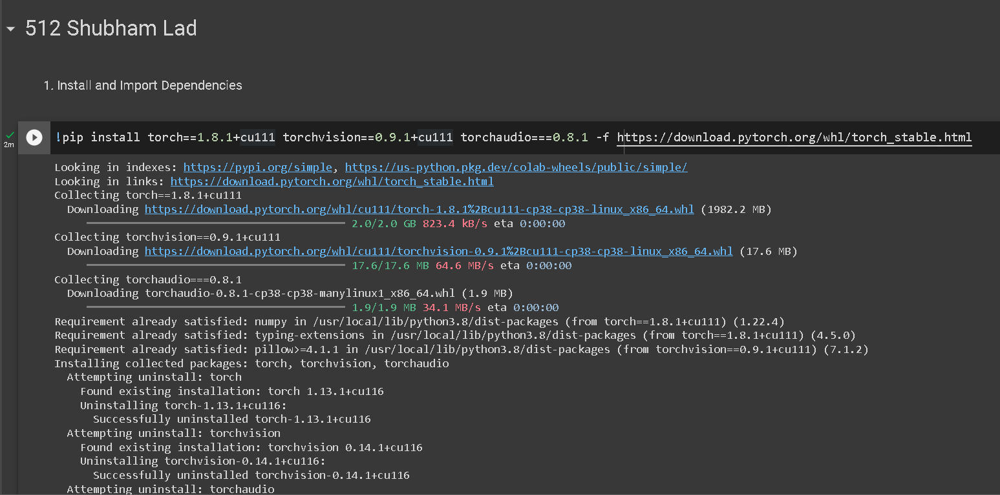 512 Shubham Lad
1. Install and Import Dependencies
2m
!pip install torch==1.8.1+cu111 torchvision==0.9.1+cu111 torchaudio===0.8.1 -f https://download.pytorch.org/whl/torch_stable.html
Looking in indexes: https://pypi.org/simple, https://us-python.pkg.dev/colab-wheels/public/simple/
Looking in links: https://download.pytorch.org/whl/torch_stable.html
Collecting torch==1.8.1+cu111
Downloading https://download.pytorch.org/whl/cu111/torch-1.8.1%2Bcu111-cp38-cp38-linux_x86_64.whl (1982.2 MB)
2.0/2.0 GB 823.4 kB/s eta 0:00:00
Collecting torchvision==0.9.1+cu111
Downloading https://download.pytorch.org/whl/cu111/torchvision-0.9.1%2Bcu111-cp38-cp38-linux_x86_64.whl (17.6 MB)
17.6/17.6 MB 64.6 MB/s eta 0:00:00
Collecting torchaudio===0.8.1
Downloading torchaudio-0.8.1-cp38-cp38-manylinux1_x86_64.whl (1.9 MB)
1.9/1.9 MB 34.1 MB/s eta 0:00:00
Requirement already satisfied: numpy in /usr/local/lib/python3.8/dist-packages (from torch==1.8.1+cu111) (1.22.4)
Requirement already satisfied: typing-extensions in /usr/local/lib/python3.8/dist-packages (from torch==1.8.1+cu111) (4.5.0)
Requirement already satisfied: pillow>=4.1.1 in /usr/local/lib/python3.8/dist-packages (from torchvision==0.9.1+cu111) (7.1.2)
Installing collected packages: torch, torchvision, torchaudio
Attempting uninstall: torch
Found existing installation: torch 1.13.1+cu116
Uninstalling torch-1.13.1+cu116:
Successfully uninstalled torch-1.13.1+cu116
Attempting uninstall: torchvision
Found existing installation: torchvision 0.14.1+cu116
Uninstalling torchvision-0.14.1+cu116:
Successfully uninstalled torchvision-0.14.1+cu116
Attempting uninstall: torchaudio